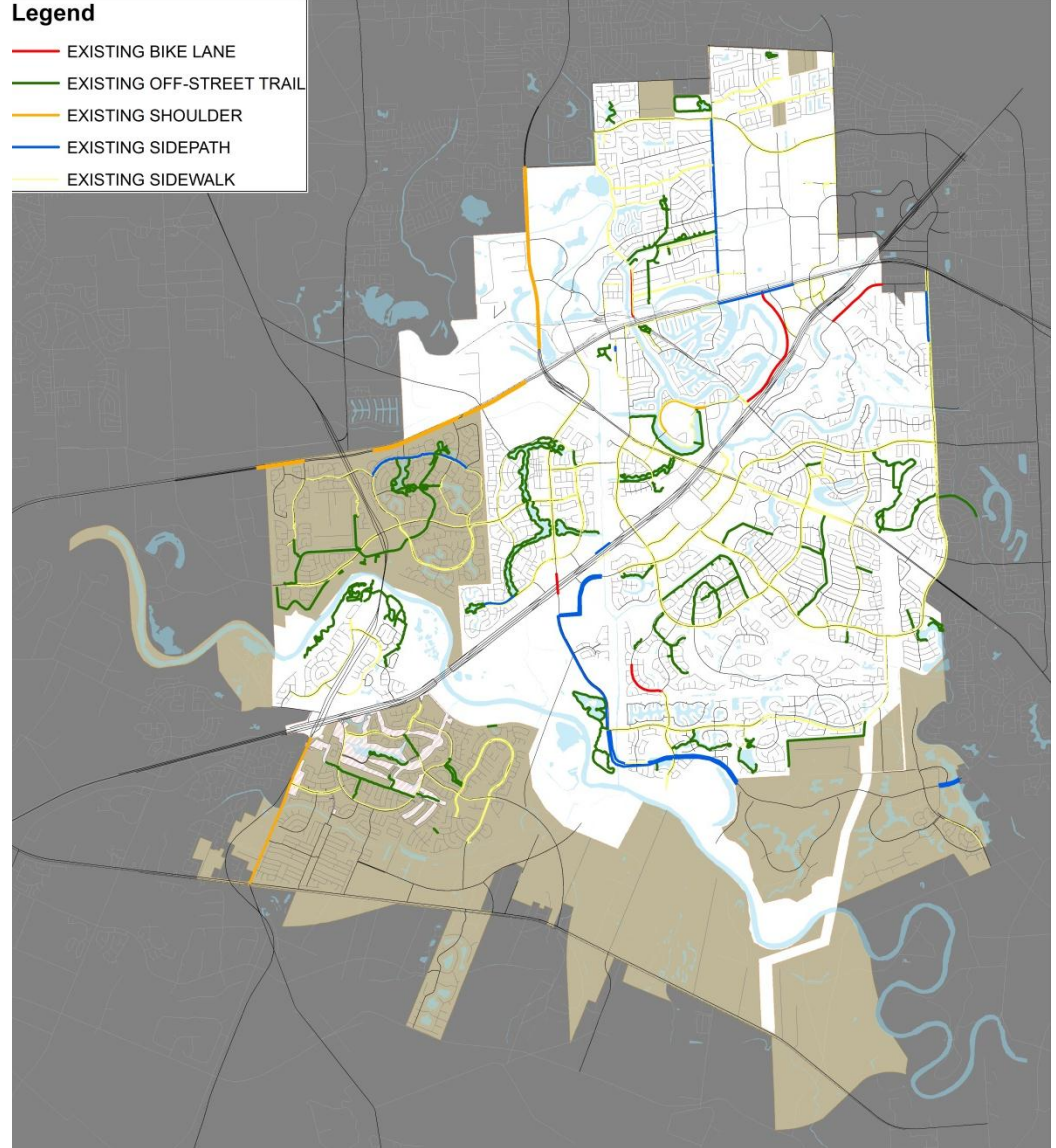 Legend
EXISTING BIKE LANE
EXISTING OFF-STREET TRAIL
EXISTING SHOULDER
EXISTING SIDEPATH
EXISTING SIDEWALK